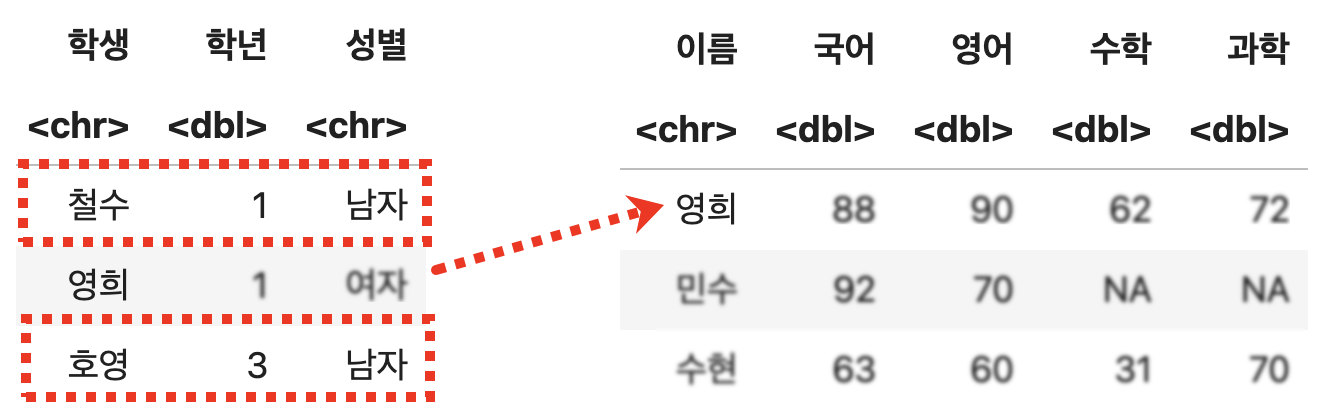 학생 학년 성별
<chr> <dbl> <chr>
철수 1 남자
영희 1 여자
호영 3 남자
이름 국어 영어 수학 과학
<chr> <dbl> <dbl> <dbl> <dbl>
영희 88 90 62 72
민수 92 70 NA NA
수현 63 60 31 70